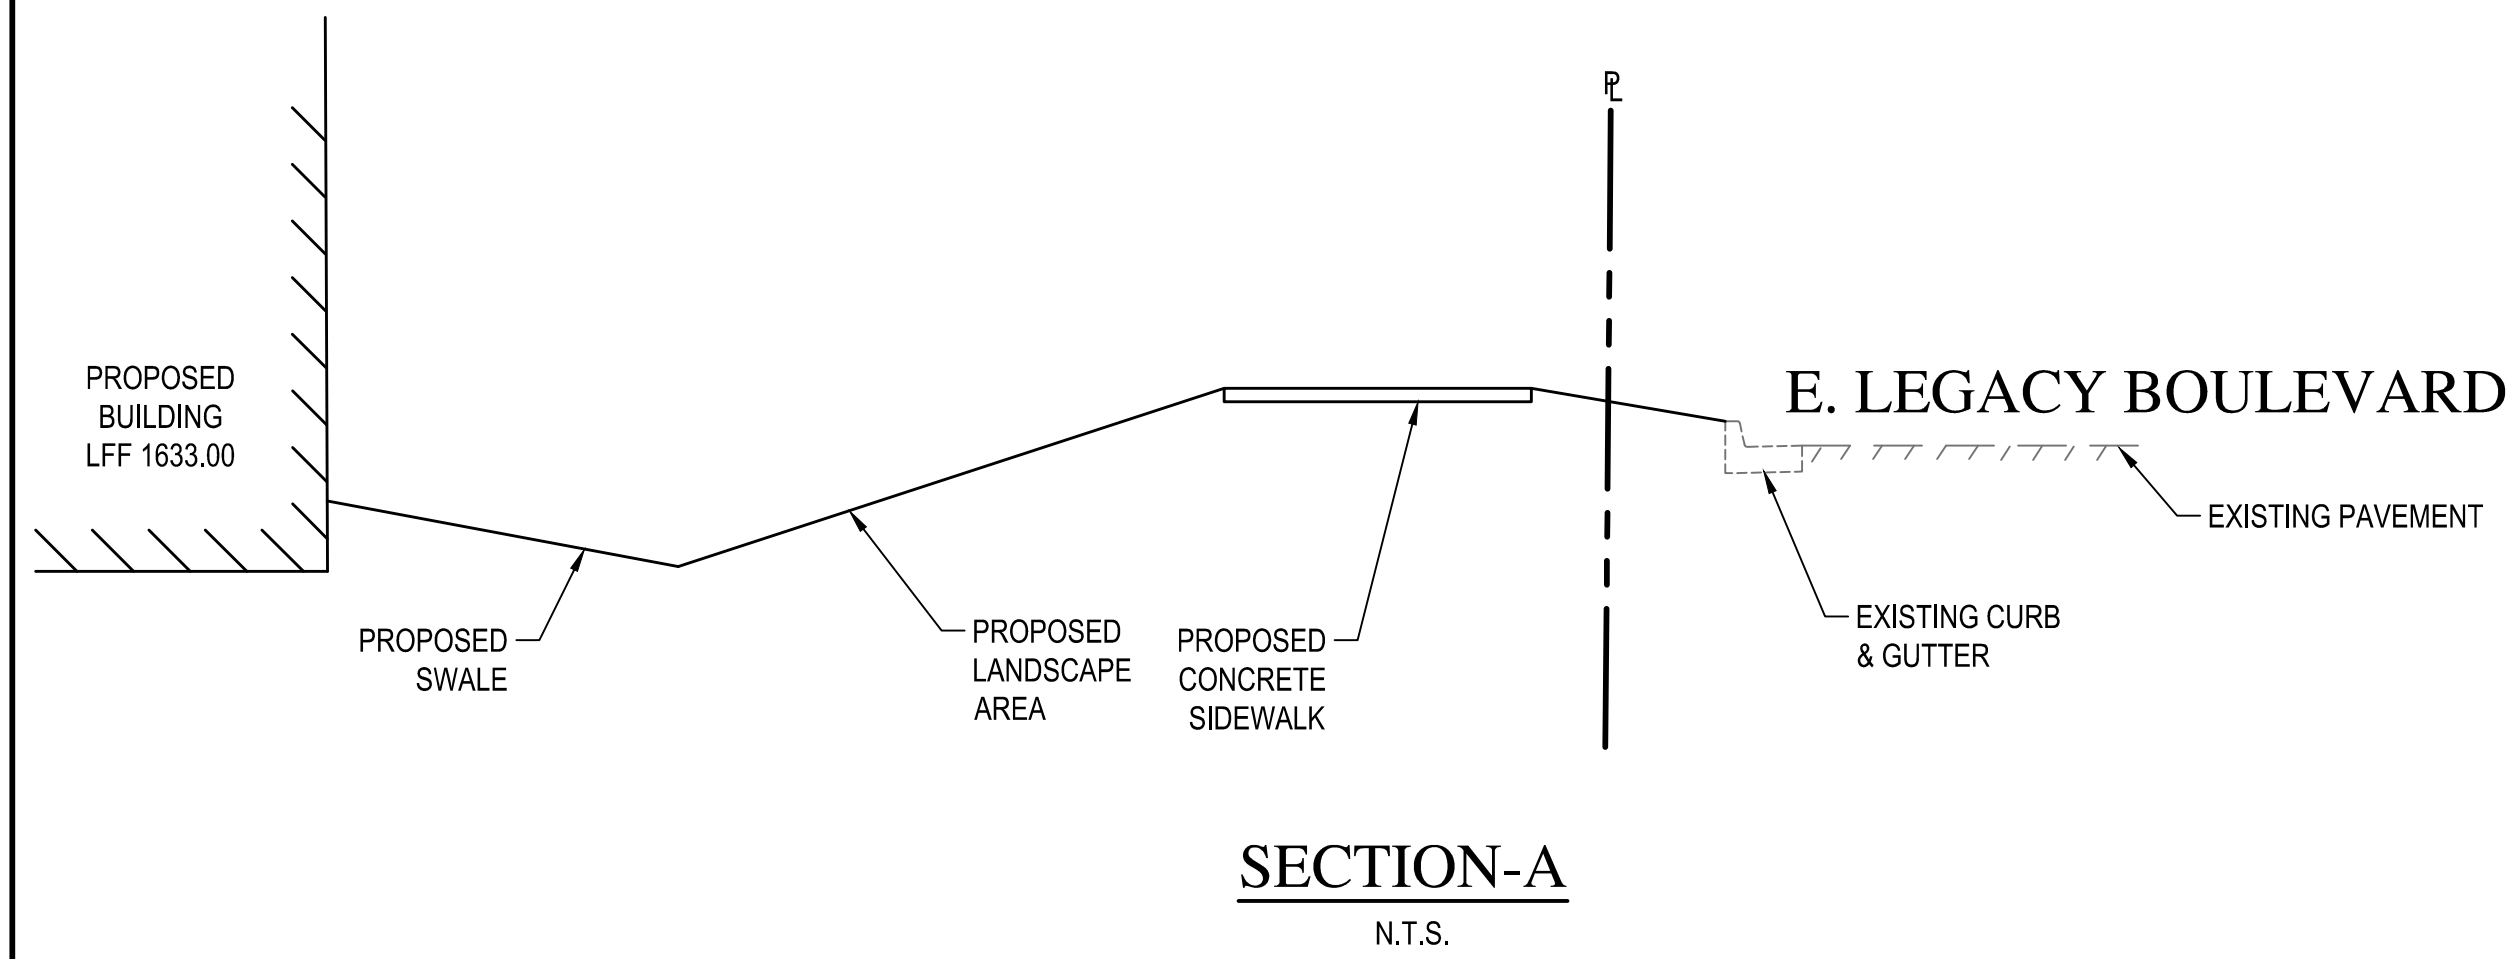 PL
E. LEGACY BOULEVARD
PROPOSED
BUILDING
LFF 1633.00
EXISTING PAVEMENT
EXISTING CURB
& GUTTER
PROPOSED
SWALE
PROPOSED
LANDSCAPE
AREA
PROPOSED
CONCRETE
SIDEWALK
SECTION-A
N.T.S.